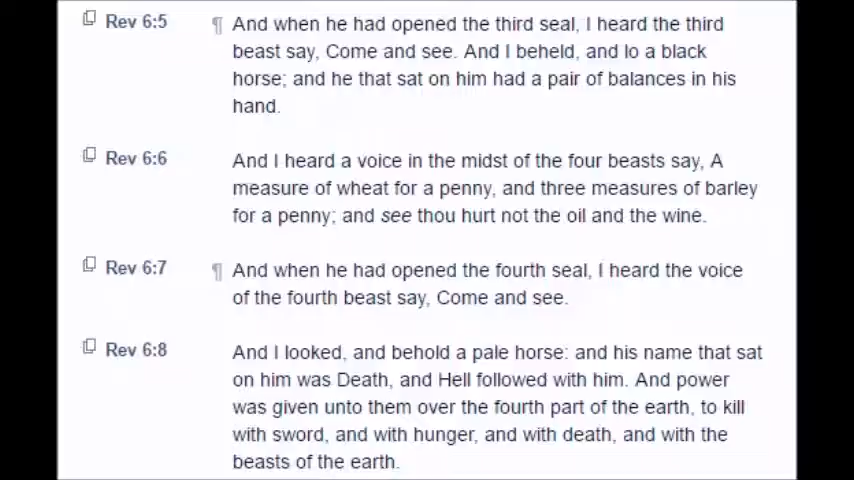 Rev 6:5 ¶ And when he had opened the third seal, I heard the third
beast say, Come and see. And I beheld, and lo a black
horse; and he that sat on him had a pair of balances in his
hand.
Rev 6:6 And I heard a voice in the midst of the four beasts say, A
measure of wheat for a penny, and three measures of barley
for a penny; and see thou hurt not the oil and the wine.
Rev 6:7 ¶ And when he had opened the fourth seal, I heard the voice
of the fourth beast say, Come and see.
Rev 6:8 And I looked, and behold a pale horse: and his name that sat
on him was Death, and Hell followed with him. And power
was given unto them over the fourth part of the earth, to kill
with sword, and with hunger, and with death, and with the
beasts of the earth.